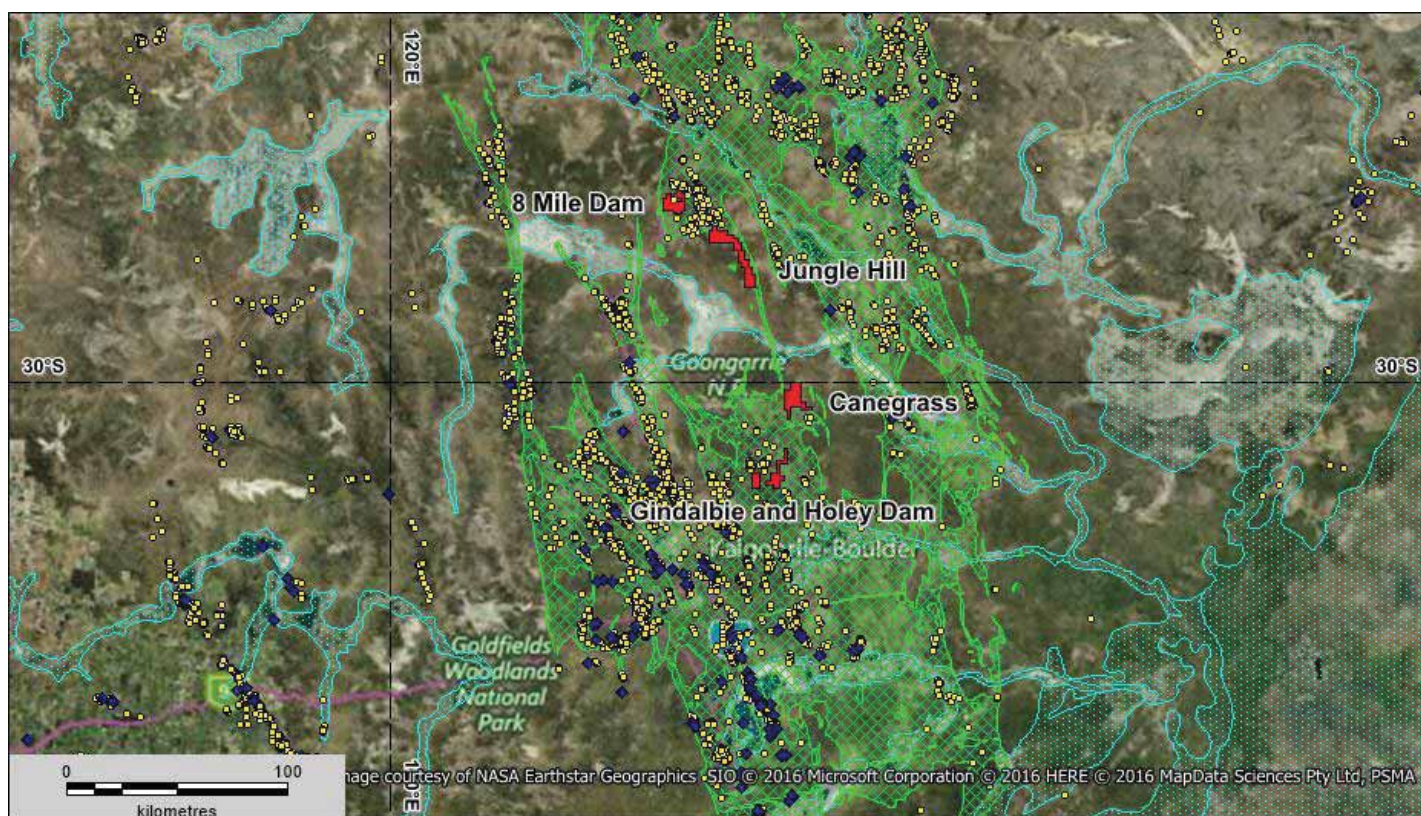 120°E
8 Mile Dam
Jungle Hill
30°S
30°S
Goongarrie
N.P.
Canegrass
Gindalbie and Holey Dam
Kalgoorlie-Boulder
Goldfields
Woodlands
National
Park
0 100
kilometres
120°E
mage courtesy of NASA Earthstar Geographics SIO © 2016 Microsoft Corporation © 2016 HERE © 2016 MapData Sciences Pty Ltd, PSMA